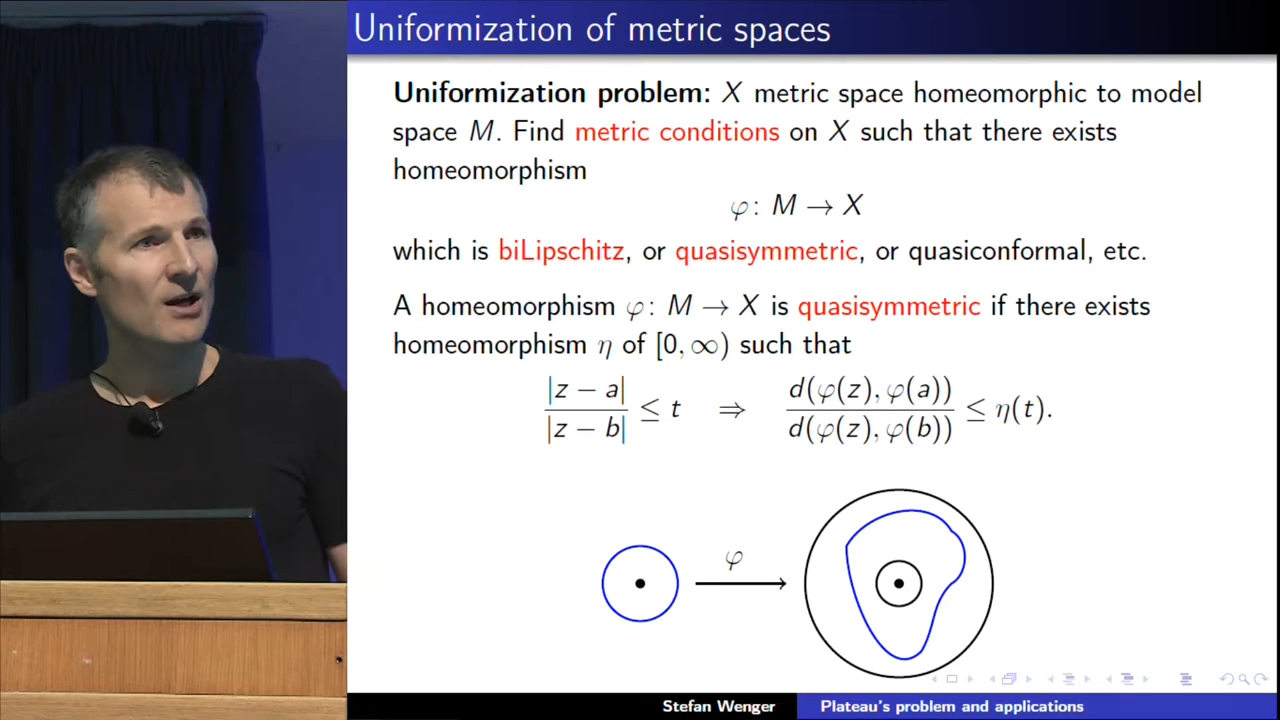 Uniformization of metric spaces
Uniformization problem: X metric space homeomorphic to model
space M. Find metric conditions on X such that there exists
homeomorphism
φ: M → X
which is biLipschitz, or quasisymmetric, or quasiconformal, etc.
A homeomorphism φ: M → X is quasisymmetric if there exists
homeomorphism η of [0, ∞) such that
|z − a| / |z − b| ≤ t ⇒ d(φ(z), φ(a)) / d(φ(z), φ(b)) ≤ η(t).
φ
Stefan Wenger Plateau's problem and applications